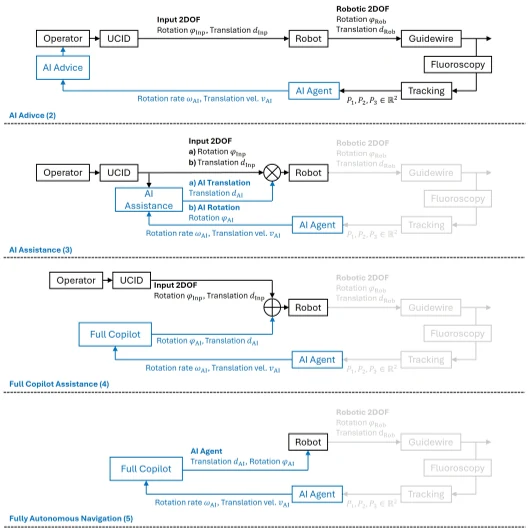 Robotic 2DOF
Input 2DOF
Rotation φRob
Rotation φInp, Translation dInp
Translation dRob
Operator
UCID
Robot
Guidewire
AI Advice
Fluoroscopy
AI Agent
Tracking
Rotation rate ωAI, Translation vel. vAI
P1, P2, P3 ∈ ℝ2
AI Adivce (2)
Input 2DOF
Robotic 2DOF
a) Rotation φInp
Rotation φRob
b) Translation dInp
Translation dRob
Operator
UCID
Robot
Guidewire
a) AI Translation
Translation dAI
AI
Assistance
Fluoroscopy
b) AI Rotation
Rotation φAI
AI Agent
Tracking
Rotation rate ωAI, Translation vel. vAI
P1, P2, P3 ∈ ℝ2
AI Assistance (3)
Robotic 2DOF
Operator
UCID
Input 2DOF
Rotation φRob
Rotation φInp, Translation dInp
Translation dRob
Robot
Guidewire
Full Copilot
Rotation φAI, Translation dAI
Fluoroscopy
AI Agent
Tracking
Rotation rate ωAI, Translation vel. vAI
P1, P2, P3 ∈ ℝ2
Full Copilot Assistance (4)
Robotic 2DOF
Rotation φRob
Translation dRob
Robot
Guidewire
AI Agent
Translation dAI, Rotation φAI
Full Copilot
Fluoroscopy
AI Agent
Tracking
Rotation rate ωAI, Translation vel. vAI
P1, P2, P3 ∈ ℝ2
Fully Autonomous Navigation (5)